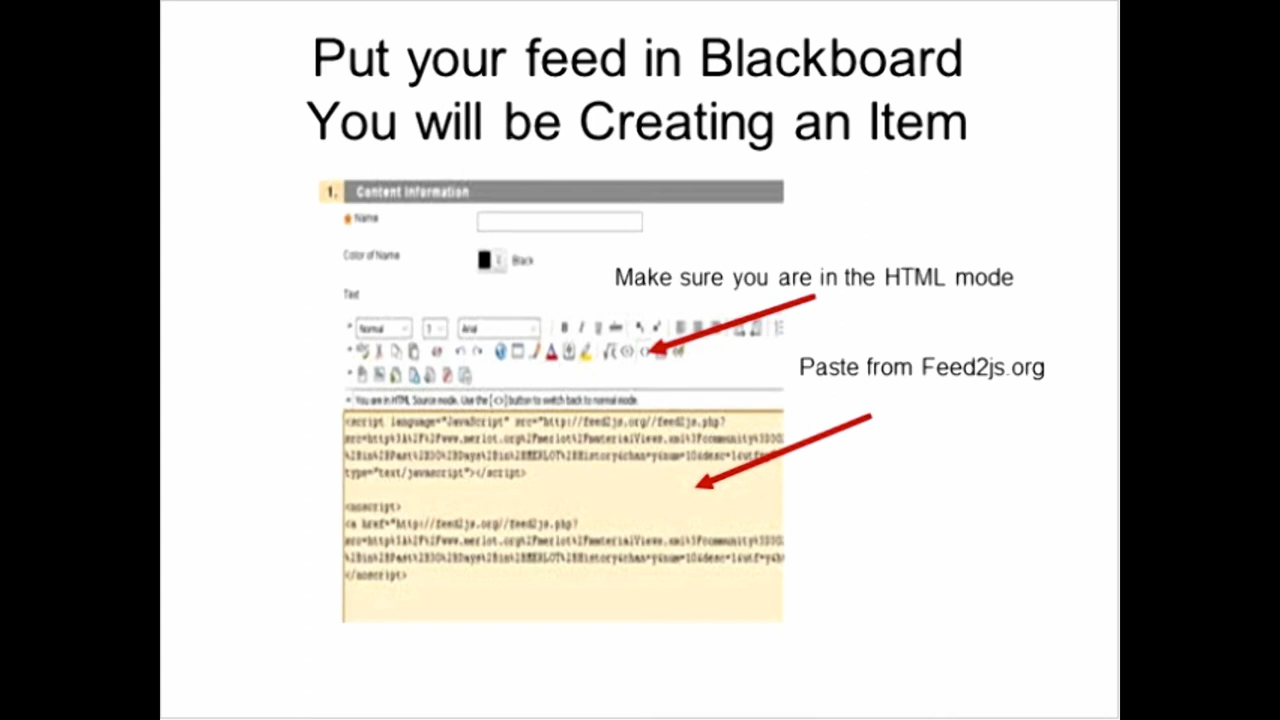 Put your feed in Blackboard
You will be Creating an Item
1. Content Information
Name
Color of Name
Black
Make sure you are in the HTML mode
Text
Normal
Arial
Paste from Feed2js.org
You are in HTML Source mode. Use the [<>] button to switch back to normal mode.
<script language="JavaScript" src="http://feed2js.org//feed2js.php?
type="text/javascript"></script>
<noscript>
<a href="http://feed2js.org//feed2js.php?
</noscript>